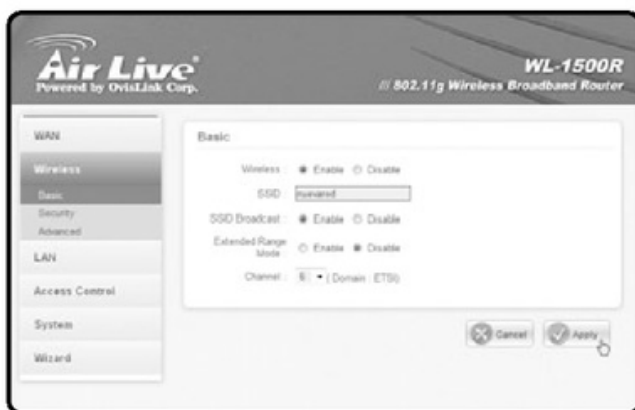 Air Live®
Powered by OvisLink Corp.
WL-1500R
/// 802.11g Wireless Broadband Router
WAN
Wireless
Basic
Security
Advanced
LAN
Access Control
System
Wizard
Basic
Wireless : Enable Disable
SSID : nuevared
SSID Broadcast : Enable Disable
Extended Range
Mode : Enable Disable
Channel : 6 ( Domain : ETSI)
Cancel Apply